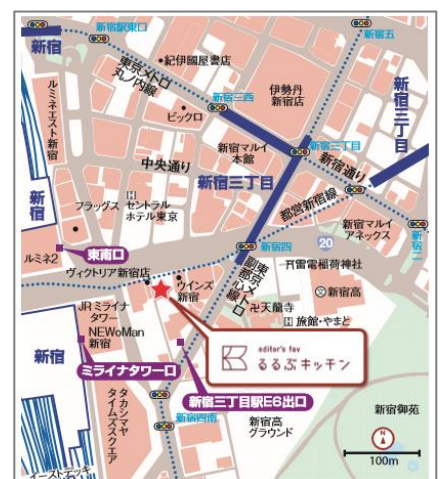 新宿
新宿駅東口
新宿五
紀伊國屋書店
東京メトロ
丸ノ内線
新宿三西
伊勢丹
新宿店
ルミネエスト新宿
ビックロ
新宿マルイ
本館
新宿三丁目
新宿三丁目
新宿通り
中央通り
新宿三丁目
都営新宿線
新宿
フラッグス
H
セントラル
ホテル東京
新宿マルイ
アネックス
新宿二
東南口
新宿四
20
ルミネ2
ヴィクトリア新宿店
ウインズ
新宿
東京メトロ
副都心線
雷電稲荷神社
新宿高
天龍寺
H 旅館・やまと
JRミライナ
タワー
NEWoMan
新宿
editor's fav
るるぶキッチン
新宿
ミライナタワー口
新宿三丁目駅E6出口
タカシマヤ
タイムズスクエア
新宿四南
新宿高
グラウンド
新宿御苑
イーストデッキ
100m